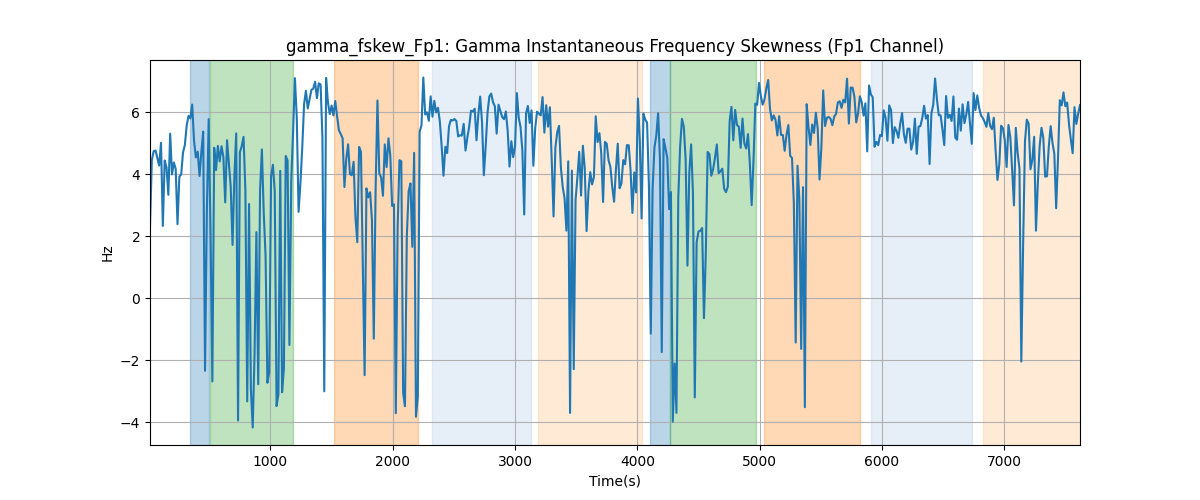 gamma_fskew_Fp1: Gamma Instantaneous Frequency Skewness (Fp1 Channel)
Hz
6
4
2
0
−2
−4
1000 2000 3000 4000 5000 6000 7000
Time(s)